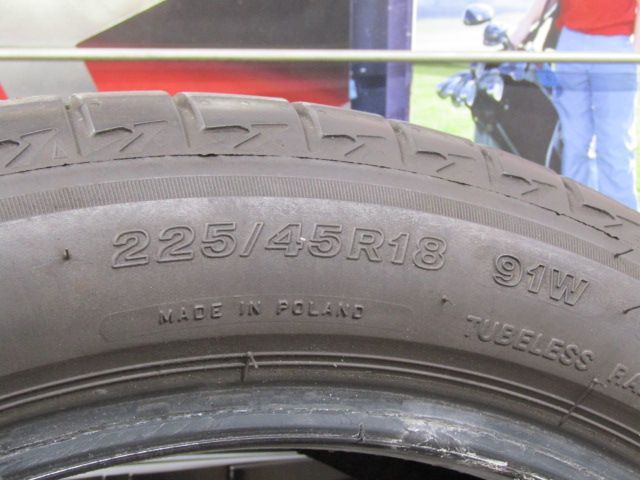 225/45R18 91W
MADE IN POLAND
TUBELESS